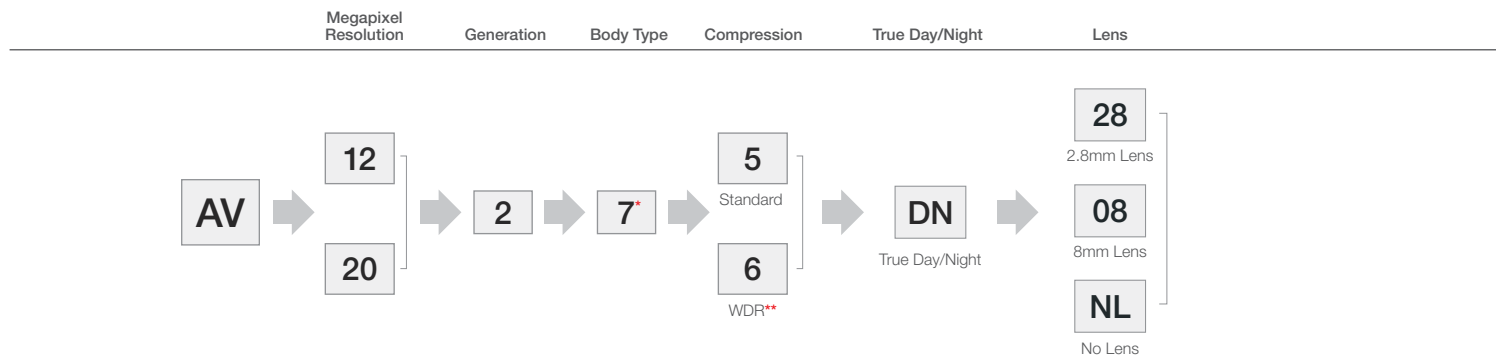 Megapixel
Resolution
Generation
Body Type
Compression
True Day/Night
Lens
AV
12
20
2
7*
5
Standard
6
WDR**
DN
True Day/Night
28
2.8mm Lens
08
8mm Lens
NL
No Lens